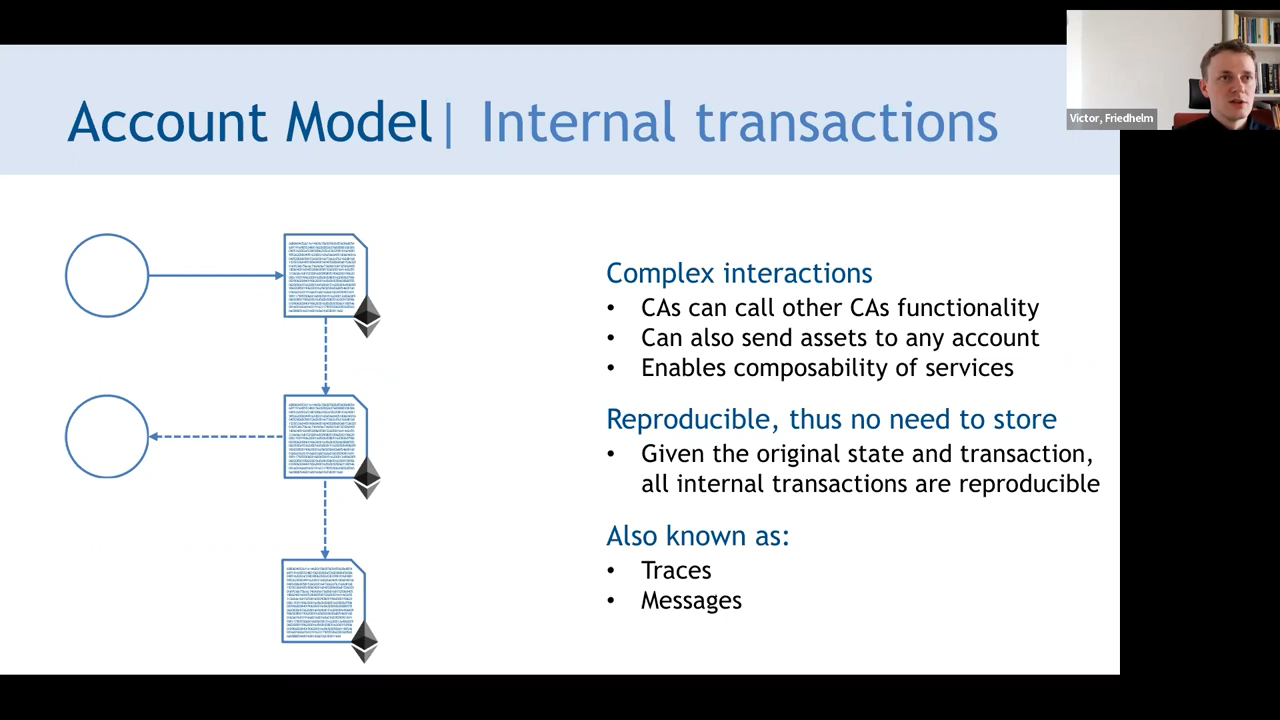 Account Model| Internal transactions
Victor, Friedhelm
Complex interactions
• CAs can call other CAs functionality
• Can also send assets to any account
• Enables composability of services
Reproducible, thus no need to store
• Given the original state and transaction,
all internal transactions are reproducible
Also known as:
• Traces
• Messages